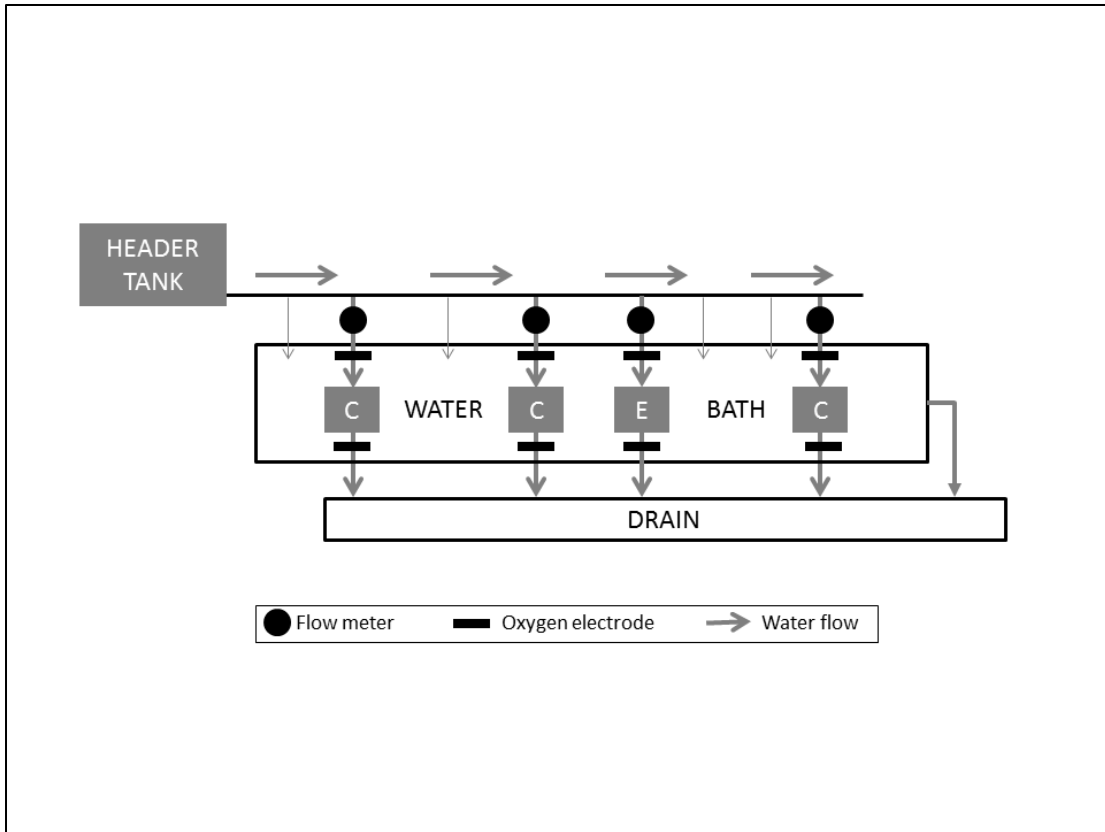 HEADER
TANK
C
WATER
C
E
BATH
C
DRAIN
Flow meter
Oxygen electrode
Water flow